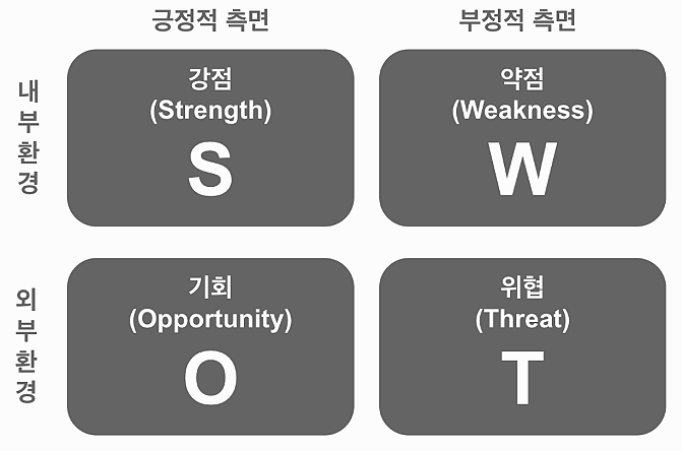 긍정적 측면
부정적 측면
내부환경
강점
(Strength)
S
약점
(Weakness)
W
외부환경
기회
(Opportunity)
O
위협
(Threat)
T